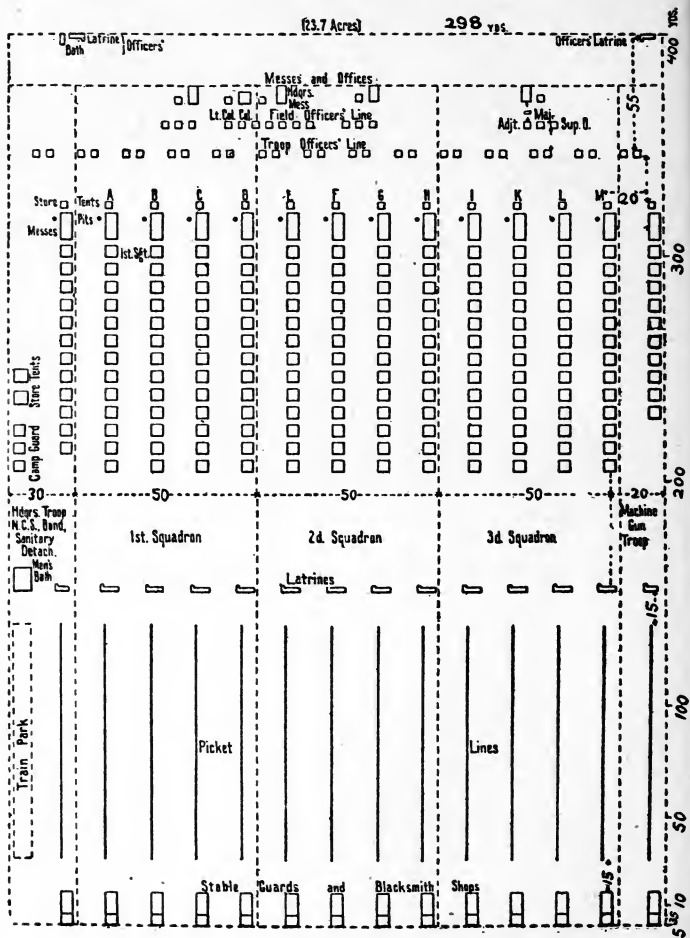 (23.7 Acres) 298 YDS.
Latrine Officers'
Bath
Officers' Latrine
400 YDS.
Messes and Offices
Hdqrs.
Mess
55
Lt. Col. Col. Field Officers' Line
Maj.
Adjt. Sup. O.
Troop Officers' Line
20
Store Tents A B C D E F G H I K L M
Pits
Messes
1st. Sgt.
300
Store Tents
Camp Guard
200
30 50 50 50 20
Hdqrs. Troop
N.C.S., Band,
Sanitary
Detach.
1st. Squadron 2d. Squadron 3d. Squadron
Machine
Gun
Troop
Men's
Bath
Latrines
15
Train Park
100
Picket Lines
50
Stable Guards and Blacksmith Shops
15
10
5